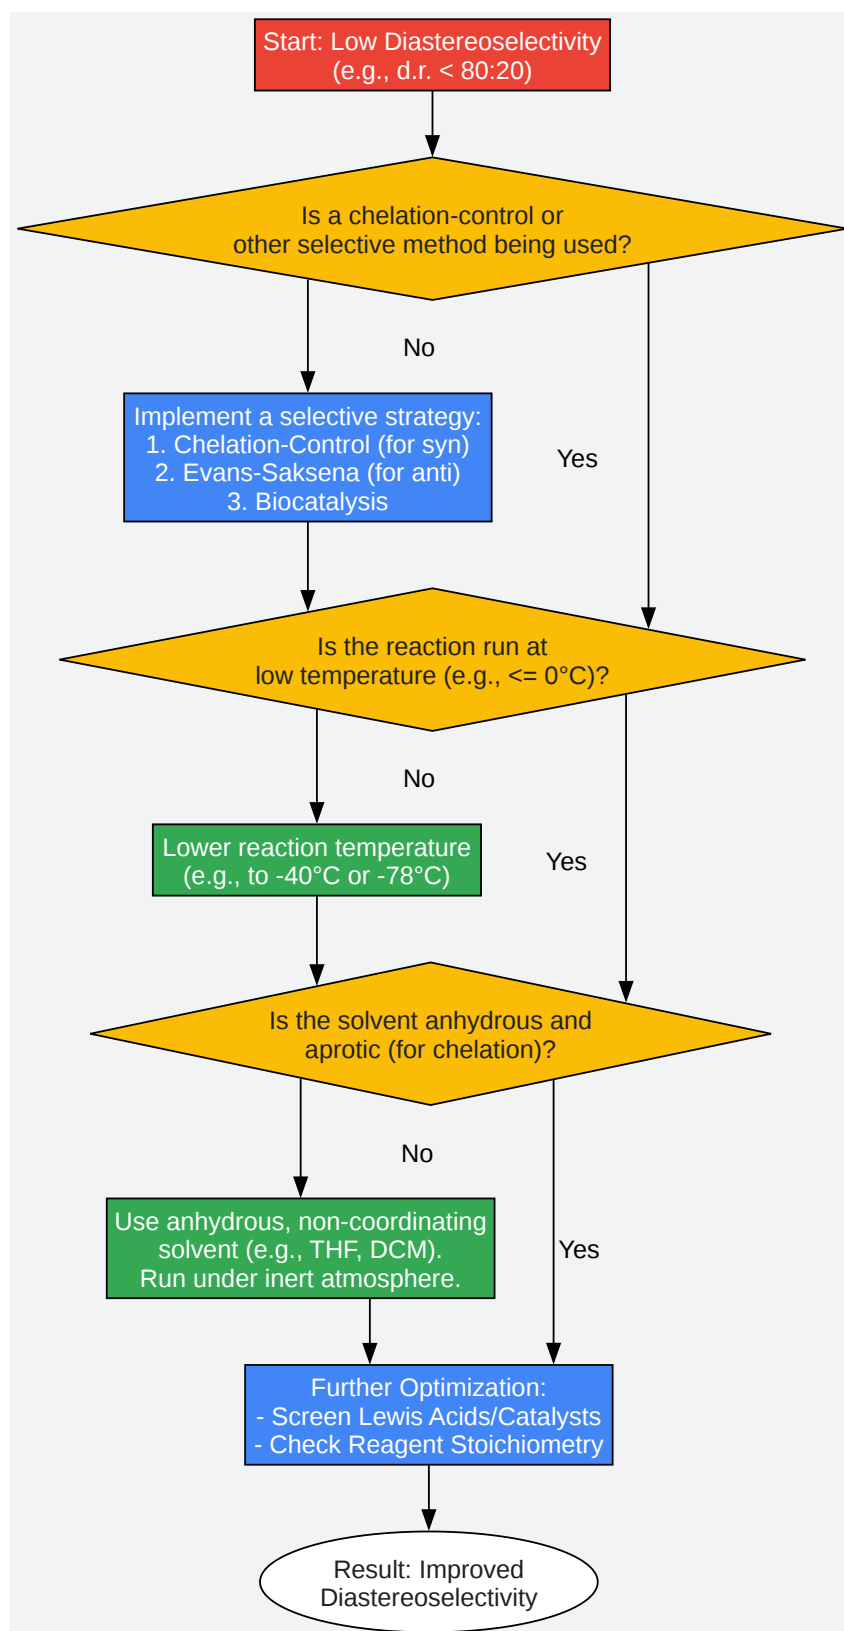 Start: Low Diastereoselectivity
(e.g., d.r. < 80:20)
Is a chelation-control or
other selective method being used?
No
Implement a selective strategy:
1. Chelation-Control (for syn)
2. Evans-Saksena (for anti)
3. Biocatalysis
Yes
Is the reaction run at
low temperature (e.g., <= 0°C)?
No
Lower reaction temperature
(e.g., to -40°C or -78°C)
Yes
Is the solvent anhydrous and
aprotic (for chelation)?
No
Use anhydrous, non-coordinating
solvent (e.g., THF, DCM).
Run under inert atmosphere.
Yes
Further Optimization:
- Screen Lewis Acids/Catalysts
- Check Reagent Stoichiometry
Result: Improved
Diastereoselectivity